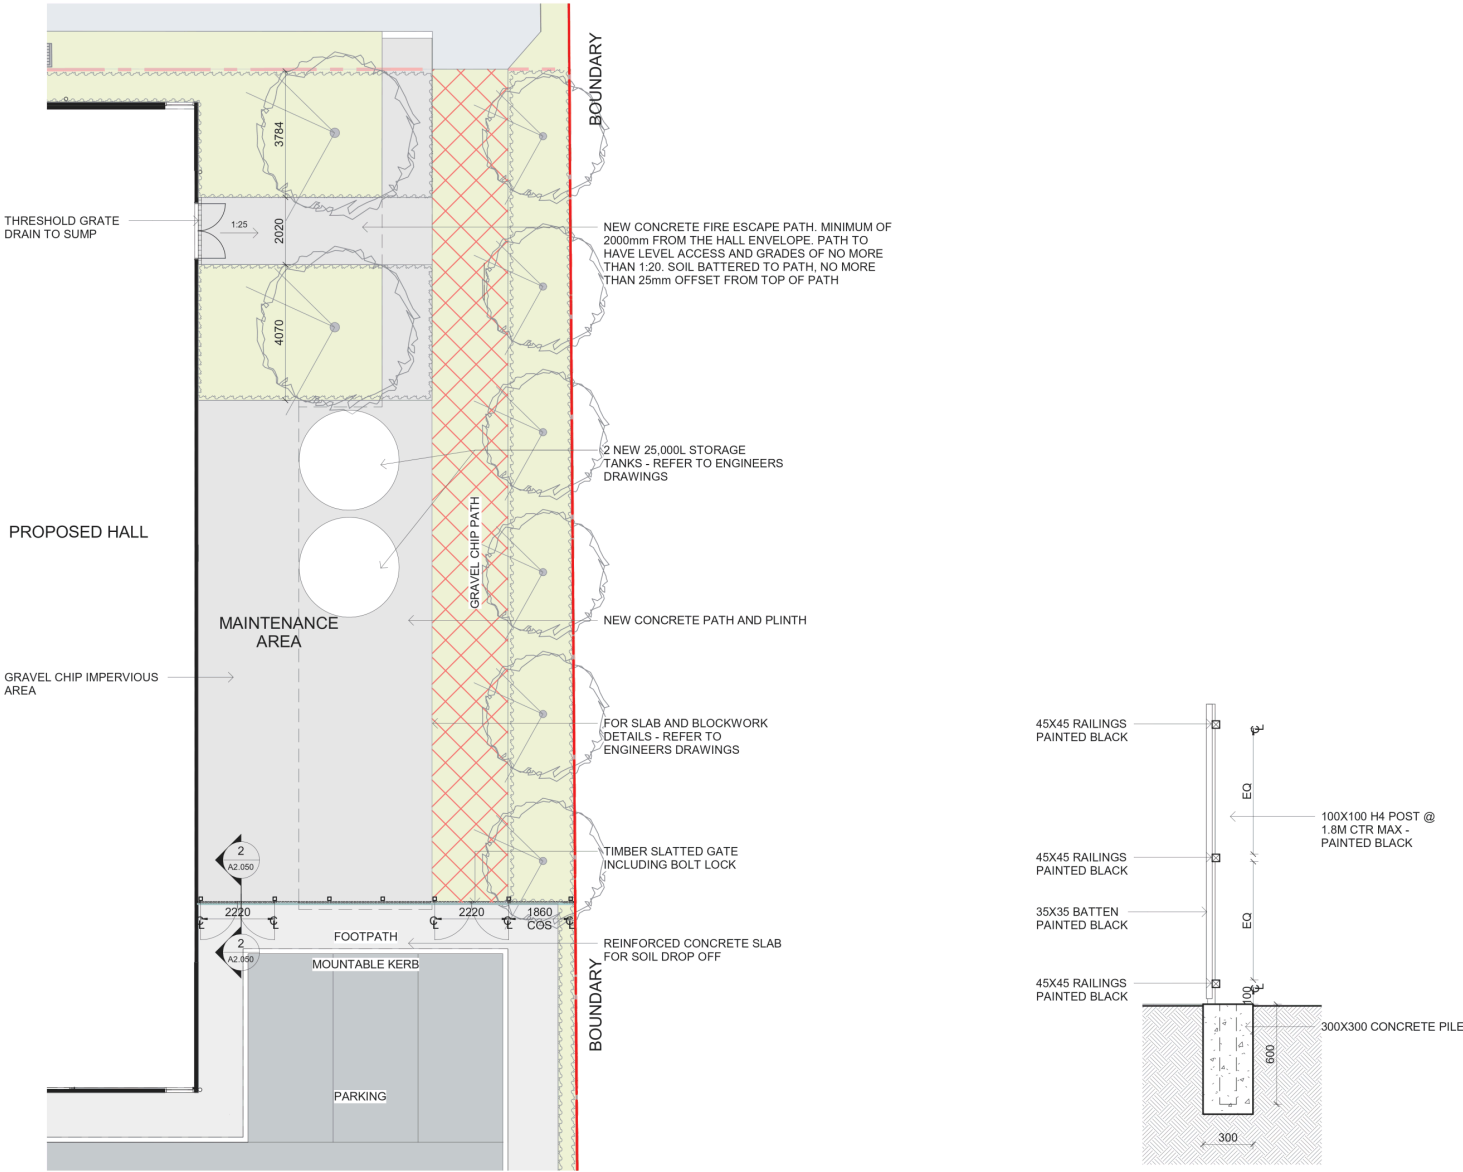 BOUNDARY
3784
THRESHOLD GRATE
DRAIN TO SUMP
1:25
2020
NEW CONCRETE FIRE ESCAPE PATH. MINIMUM OF
2000mm FROM THE HALL ENVELOPE. PATH TO
HAVE LEVEL ACCESS AND GRADES OF NO MORE
THAN 1:20. SOIL BATTERED TO PATH, NO MORE
THAN 25mm OFFSET FROM TOP OF PATH
4070
2 NEW 25,000L STORAGE
TANKS - REFER TO ENGINEERS
DRAWINGS
PROPOSED HALL
GRAVEL CHIP PATH
MAINTENANCE
AREA
NEW CONCRETE PATH AND PLINTH
GRAVEL CHIP IMPERVIOUS
AREA
FOR SLAB AND BLOCKWORK
DETAILS - REFER TO
ENGINEERS DRAWINGS
2
A2.050
TIMBER SLATTED GATE
INCLUDING BOLT LOCK
2220
2220
1860
COS
FOOTPATH
2
A2.050
REINFORCED CONCRETE SLAB
FOR SOIL DROP OFF
MOUNTABLE KERB
BOUNDARY
PARKING
45X45 RAILINGS
PAINTED BLACK
EQ
100X100 H4 POST @
1.8M CTR MAX -
PAINTED BLACK
45X45 RAILINGS
PAINTED BLACK
35X35 BATTEN
PAINTED BLACK
EQ
45X45 RAILINGS
PAINTED BLACK
100
300X300 CONCRETE PILE
600
300